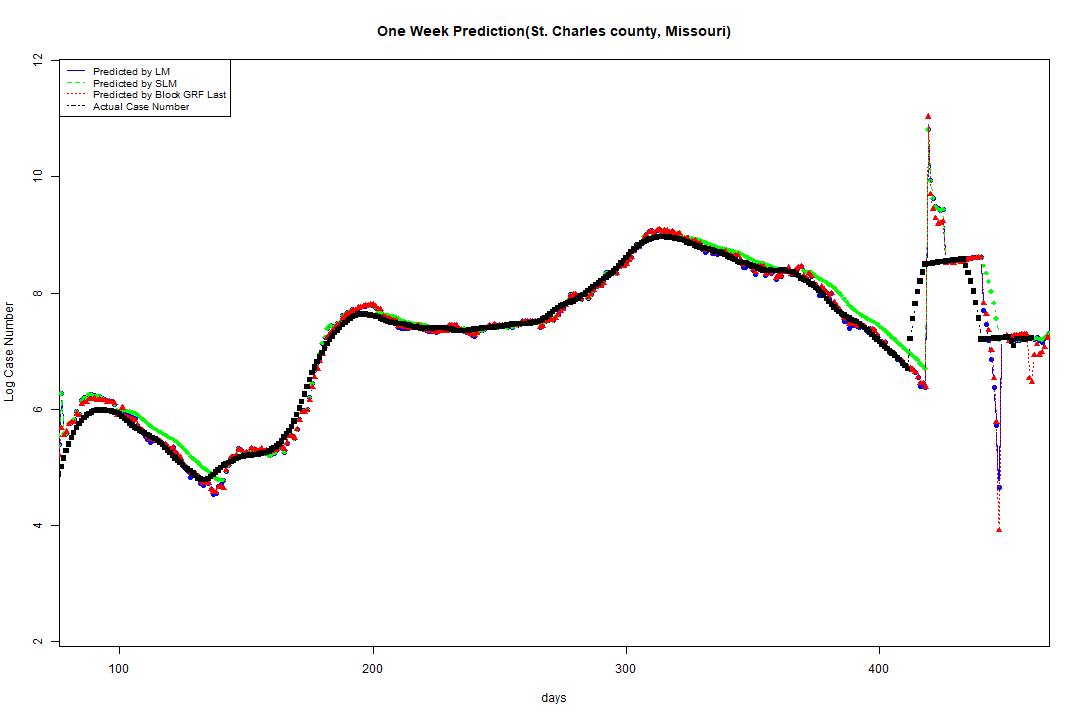 One Week Prediction(St. Charles county, Missouri)
Predicted by LM
Predicted by SLM
Predicted by Block GRF Last
Actual Case Number
12
10
8
6
4
2
Log Case Number
100 200 300 400
days